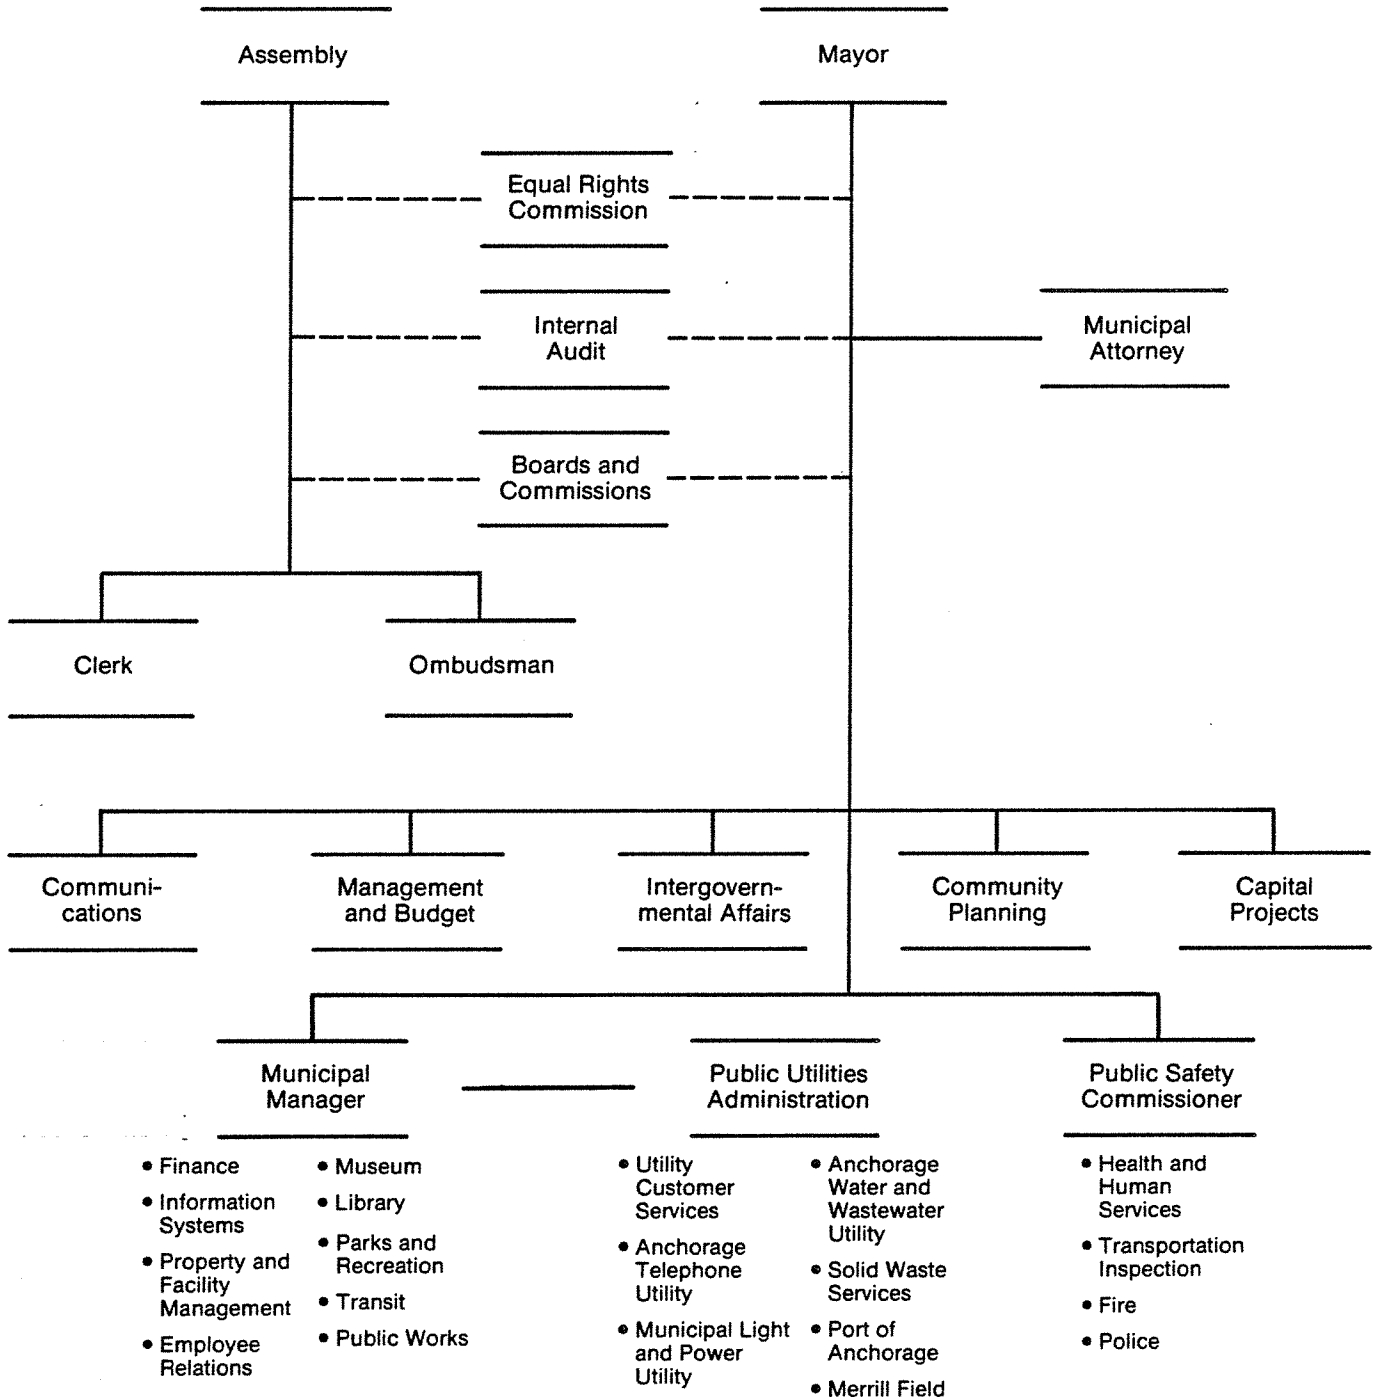 Assembly
Mayor
Equal Rights
Commission
Internal
Audit
Municipal
Attorney
Boards and
Commissions
Clerk
Ombudsman
Communi-
cations
Management
and Budget
Intergovern-
mental Affairs
Community
Planning
Capital
Projects
Municipal
Manager
• Finance
• Information
Systems
• Property and
Facility
Management
• Employee
Relations
• Museum
• Library
• Parks and
Recreation
• Transit
• Public Works
Public Utilities
Administration
• Utility
Customer
Services
• Anchorage
Telephone
Utility
• Municipal Light
and Power
Utility
• Anchorage
Water and
Wastewater
Utility
• Solid Waste
Services
• Port of
Anchorage
• Merrill Field
Public Safety
Commissioner
• Health and
Human
Services
• Transportation
Inspection
• Fire
• Police